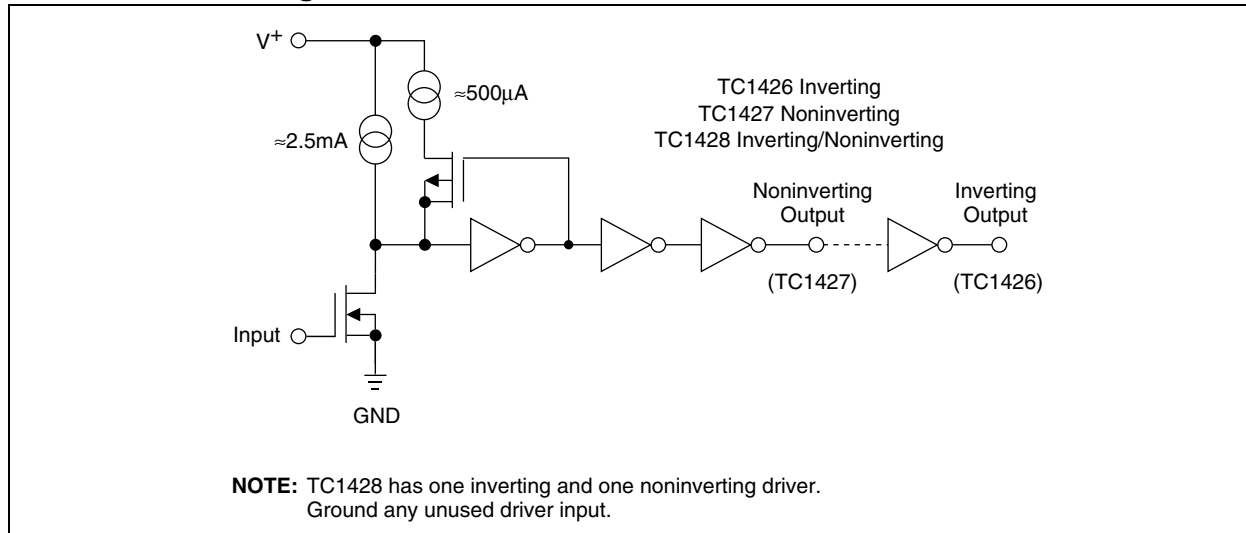 V+
≈500μA
≈2.5mA
TC1426 Inverting
TC1427 Noninverting
TC1428 Inverting/Noninverting
Noninverting
Output
(TC1427)
Inverting
Output
(TC1426)
Input
GND
NOTE: TC1428 has one inverting and one noninverting driver.
Ground any unused driver input.